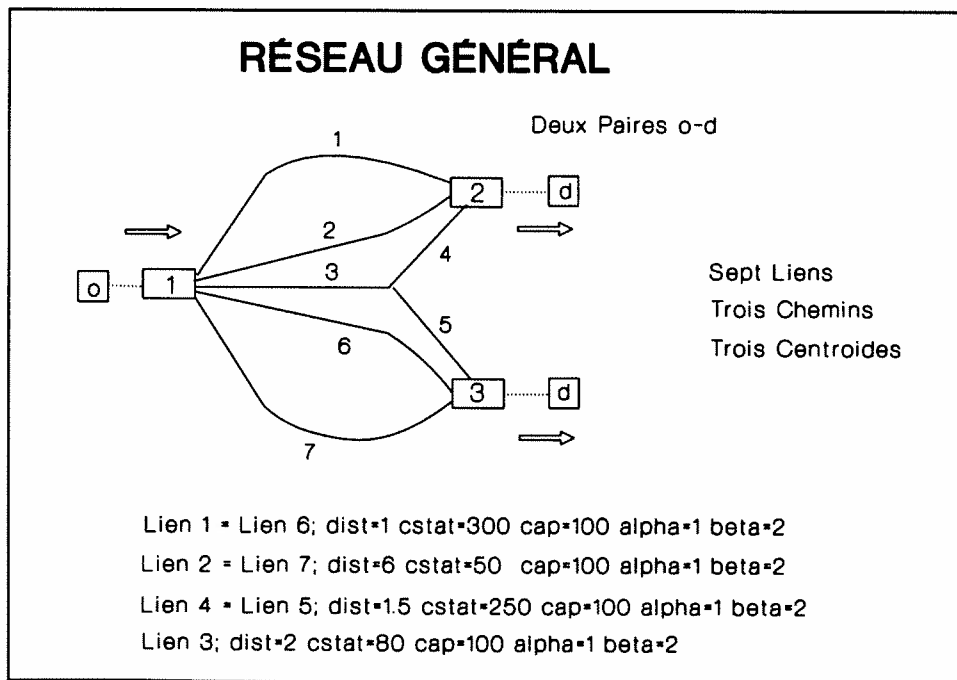 RÉSEAU GÉNÉRAL
Deux Paires o-d
1
2
d
2
4
3
o
1
Sept Liens
Trois Chemins
Trois Centroides
5
6
3
d
7
Lien 1 = Lien 6; dist=1 cstat=300 cap=100 alpha=1 beta=2
Lien 2 = Lien 7; dist=6 cstat=50 cap=100 alpha=1 beta=2
Lien 4 = Lien 5; dist=1.5 cstat=250 cap=100 alpha=1 beta=2
Lien 3; dist=2 cstat=80 cap=100 alpha=1 beta=2